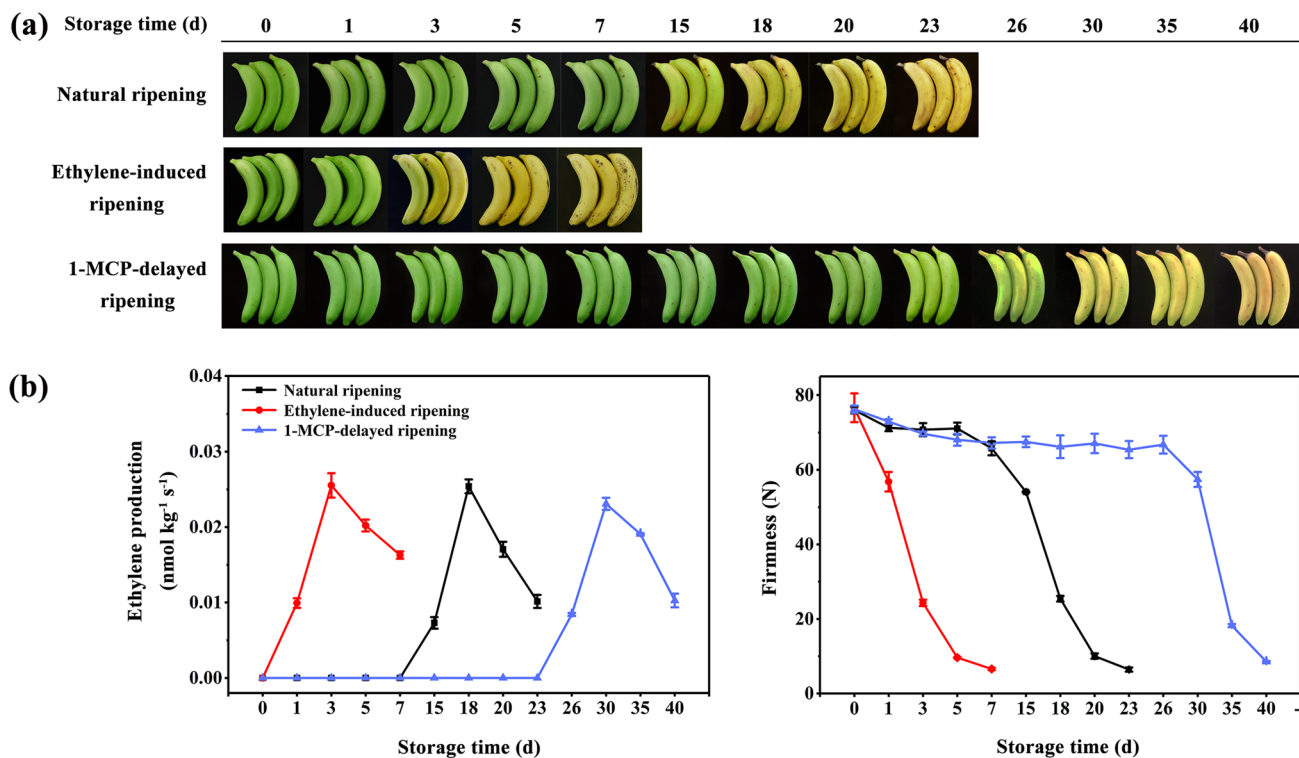 (a) Storage time (d) 0 1 3 5 7 15 18 20 23 26 30 35 40
Natural ripening
Ethylene-induced
ripening
1-MCP-delayed
ripening
(b)
Ethylene production
(nmol kg⁻¹ s⁻¹)
0.04
0.03
0.02
0.01
0.00
Natural ripening
Ethylene-induced ripening
1-MCP-delayed ripening
0 1 3 5 7 15 18 20 23 26 30 35 40
Storage time (d)
Firmness (N)
80
60
40
20
0
0 1 3 5 7 15 18 20 23 26 30 35 40
Storage time (d)